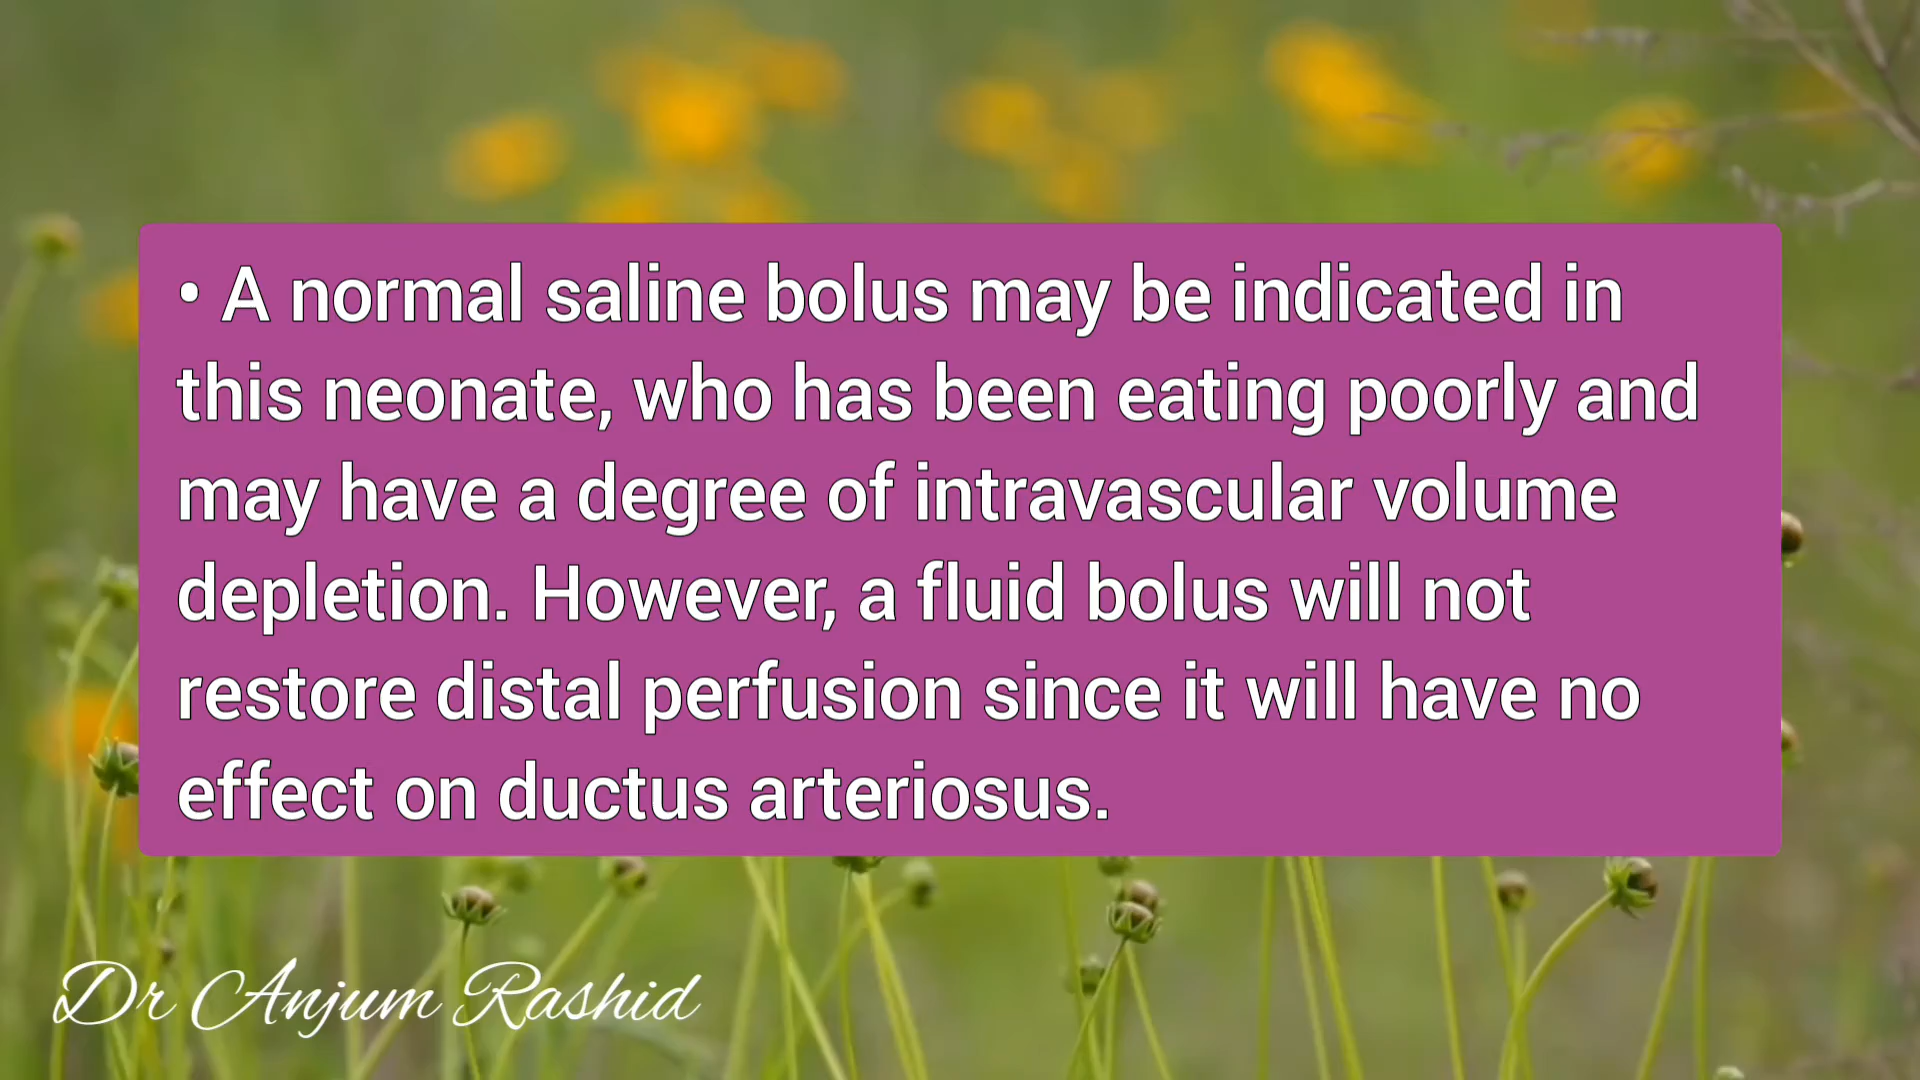 • A normal saline bolus may be indicated in
this neonate, who has been eating poorly and
may have a degree of intravascular volume
depletion. However, a fluid bolus will not
restore distal perfusion since it will have no
effect on ductus arteriosus.
Dr Anjum Rashid